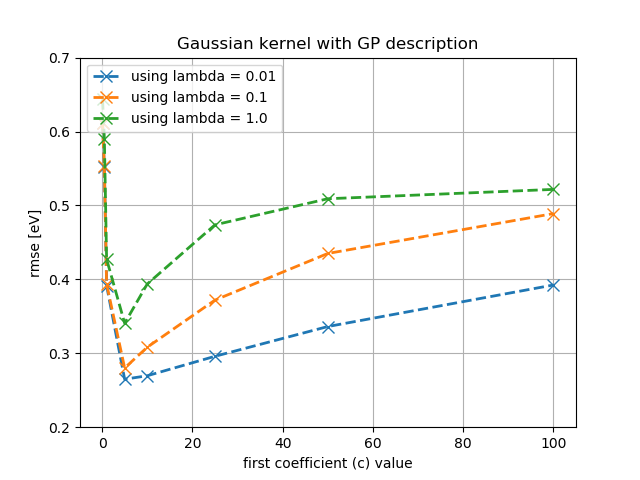 Gaussian kernel with GP description
using lambda = 0.01
using lambda = 0.1
using lambda = 1.0
0.7
0.6
0.5
0.4
0.3
0.2
rmse [eV]
0 20 40 60 80 100
first coefficient (c) value